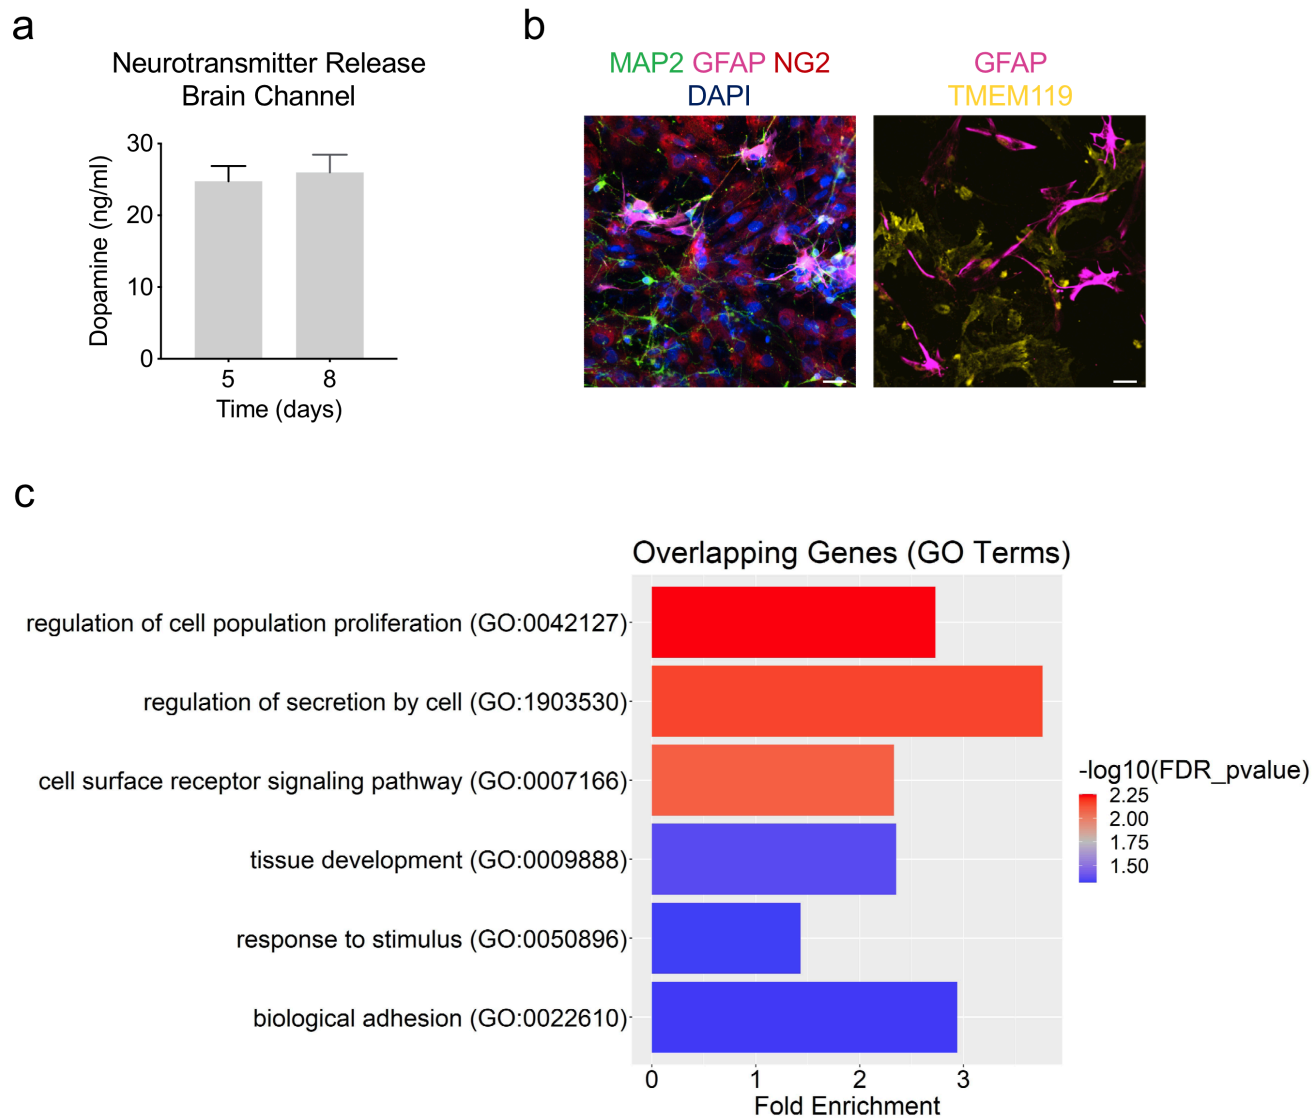 a
Neurotransmitter Release
Brain Channel
Dopamine (ng/ml)
30
20
10
0
5 8
Time (days)
b
MAP2 GFAP NG2
DAPI
GFAP
TMEM119
c
Overlapping Genes (GO Terms)
regulation of cell population proliferation (GO:0042127)
regulation of secretion by cell (GO:1903530)
cell surface receptor signaling pathway (GO:0007166)
tissue development (GO:0009888)
response to stimulus (GO:0050896)
biological adhesion (GO:0022610)
0 1 2 3
Fold Enrichment
-log10(FDR_pvalue)
2.25
2.00
1.75
1.50